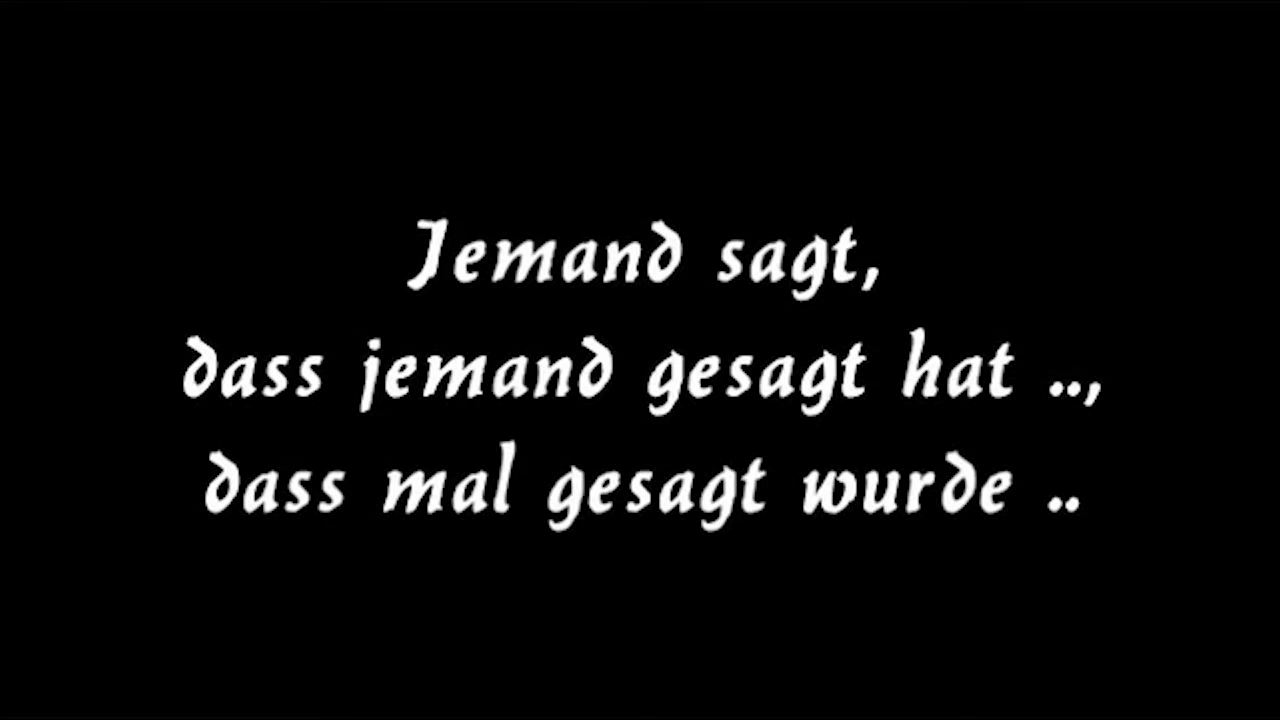 Jemand sagt,
dass jemand gesagt hat ..,
dass mal gesagt wurde ..